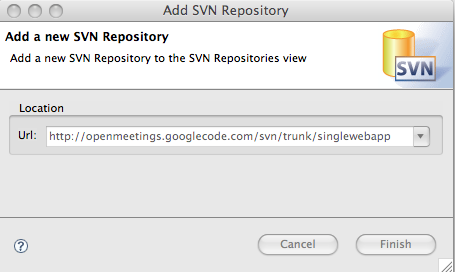 Add SVN Repository
Add a new SVN Repository
Add a new SVN Repository to the SVN Repositories view
SVN
Location
Url: http://openmeetings.googlecode.com/svn/trunk/singlewebapp
?
Cancel Finish